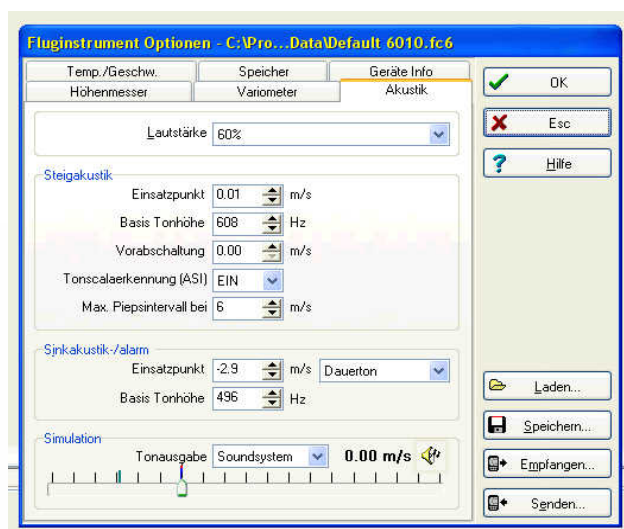 Fluginstrument Optionen - C:\Pro...Data\Default 6010.fc6
Temp./Geschw. Speicher Geräte Info
Höhenmesser Variometer Akustik
Lautstärke 60%
Steigakustik
Einsatzpunkt 0.01 m/s
Basis Tonhöhe 608 Hz
Vorabschaltung 0.00 m/s
Tonscalaerkennung (ASI) EIN
Max. Piepsintervall bei 6 m/s
Sinkakustik-/alarm
Einsatzpunkt -2.9 m/s Dauerton
Basis Tonhöhe 496 Hz
Simulation
Tonausgabe Soundsystem 0.00 m/s
OK
Esc
Hilfe
Laden...
Speichern...
Empfangen...
Senden...